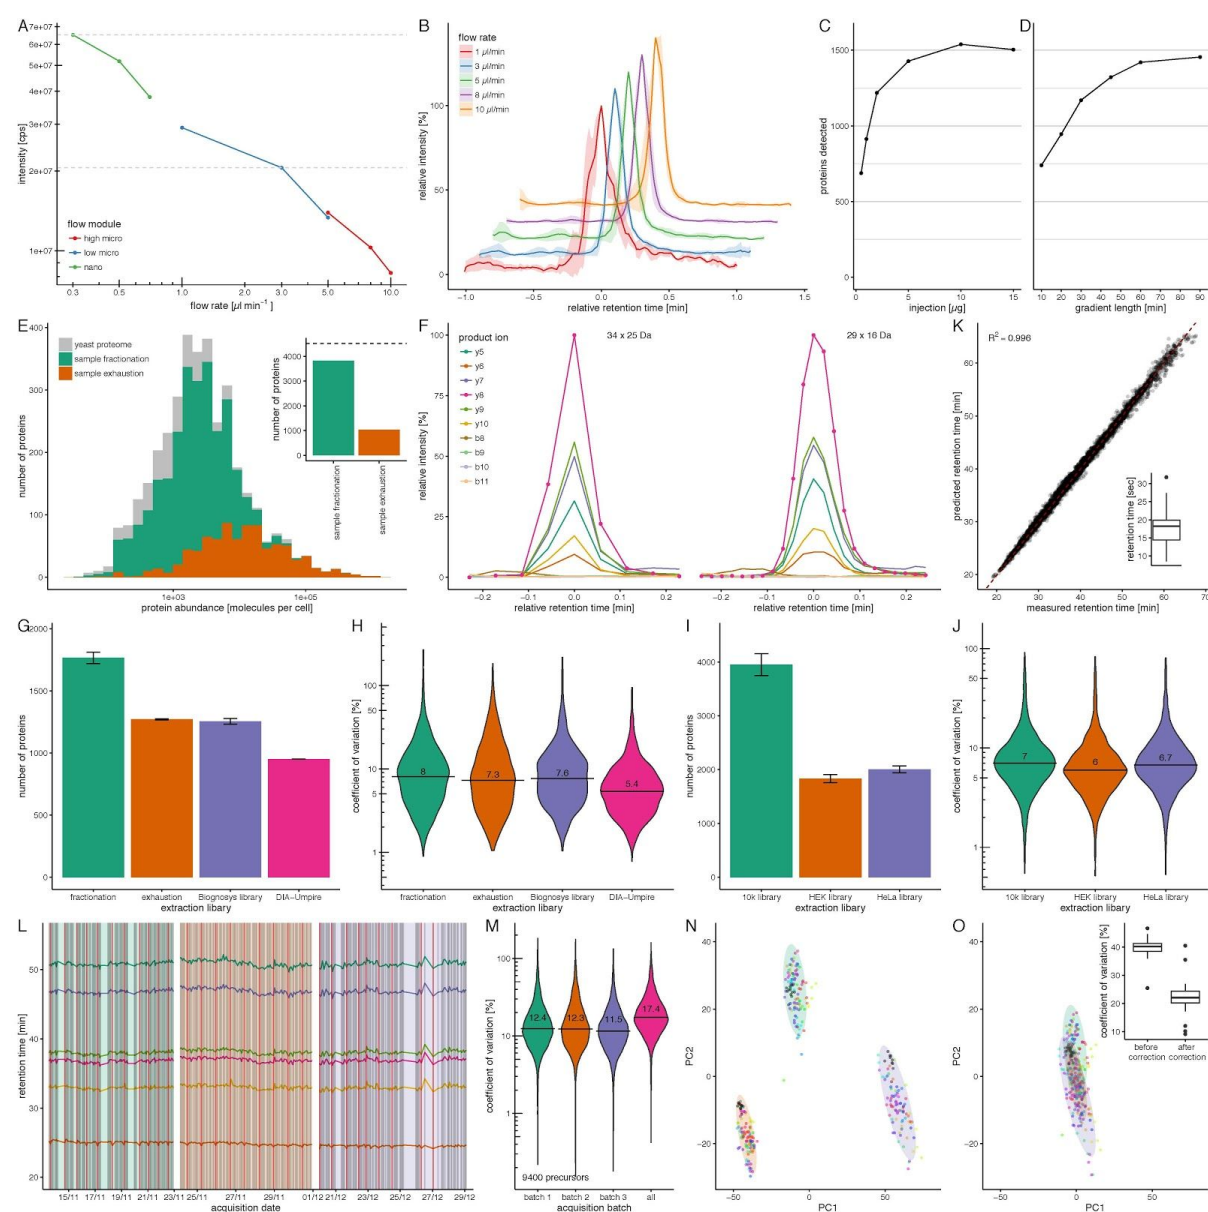 A
7e+07
6e+07
5e+07
4e+07
3e+07
2e+07
1e+07
intensity [cps]
flow module
high micro
low micro
nano
0.3
0.5
1.0
2.0
3.0
5.0
10.0
flow rate [µl min⁻¹ ]
B
flow rate
1 µl/min
3 µl/min
5 µl/min
8 µl/min
10 µl/min
100
50
0
relative intensity [%]
−1.0
−0.5
0.0
0.5
1.0
1.5
relative retention time [min]
C
1500
1000
500
0
proteins detected
0
5
10
15
injection [µg]
D
10
20
30
40
50
60
70
80
90
gradient length [min]
E
400
300
200
100
0
number of proteins
yeast proteome
sample fractionation
sample exhaustion
1e+03
1e+05
protein abundance [molecules per cell]
4000
3000
2000
1000
0
number of proteins
sample fractionation
sample exhaustion
F
100
75
50
25
0
relative intensity [%]
product ion
y5
y6
y7
y8
y9
y10
b8
b9
b10
b11
34 x 25 Da
29 x 16 Da
−0.2
−0.1
0.0
0.1
0.2
relative retention time [min]
−0.2
−0.1
0.0
0.1
0.2
relative retention time [min]
K
R² = 0.996
60
50
40
30
20
predicted retention time [min]
30
20
15
10
retention time [sec]
20
30
40
50
60
70
measured retention time [min]
G
2000
1500
1000
500
0
number of proteins
fractionation
exhaustion
Biognosys library
DIA−Umpire
extraction libary
H
100
50
10
5
1
coefficient of variation [%]
8
7.3
7.6
5.4
fractionation
exhaustion
Biognosys library
DIA−Umpire
extraction library
I
4000
3000
2000
1000
0
number of proteins
10k library
HEK library
HeLa library
extraction library
J
100
50
10
5
1
coefficient of variation [%]
7
6
6.7
10k library
HEK library
HeLa library
extraction library
L
50
40
30
20
retention time [min]
15/11
17/11
19/11
21/11
23/11
25/11
27/11
29/11
01/12
21/12
23/12
25/12
27/12
29/12
acquisition date
M
100
10
1
coefficient of variation [%]
12.4
12.3
11.5
17.4
9400 precursors
batch 1
batch 2
batch 3
all
acquisition batch
N
40
20
0
−20
PC2
−50
0
50
PC1
O
40
20
0
−20
PC2
−50
0
50
PC1
40
30
20
10
coefficient of variation [%]
before
correction
after
correction